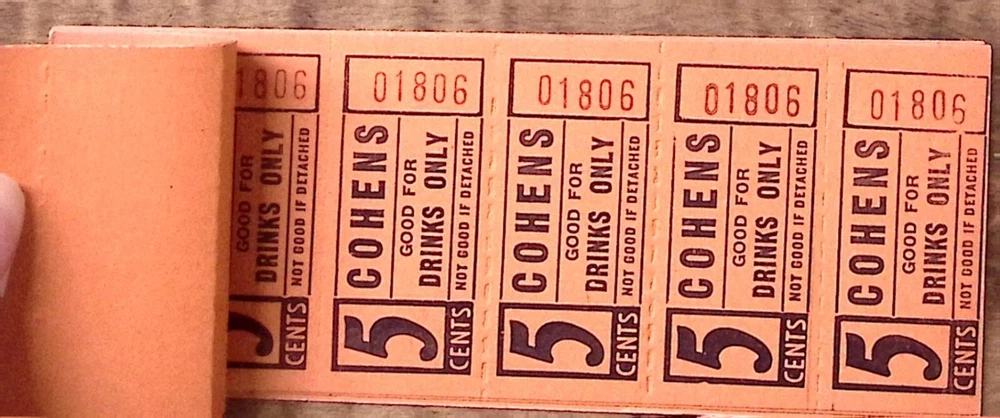 1806
GOOD FOR
DRINKS ONLY
NOT GOOD IF DETACHED
5 CENTS
01806
COHENS
GOOD FOR
DRINKS ONLY
NOT GOOD IF DETACHED
5 CENTS
01806
COHENS
GOOD FOR
DRINKS ONLY
NOT GOOD IF DETACHED
5 CENTS
01806
COHENS
GOOD FOR
DRINKS ONLY
NOT GOOD IF DETACHED
5 CENTS
01806
COHENS
GOOD FOR
DRINKS ONLY
NOT GOOD IF DETACHED
5 CENTS